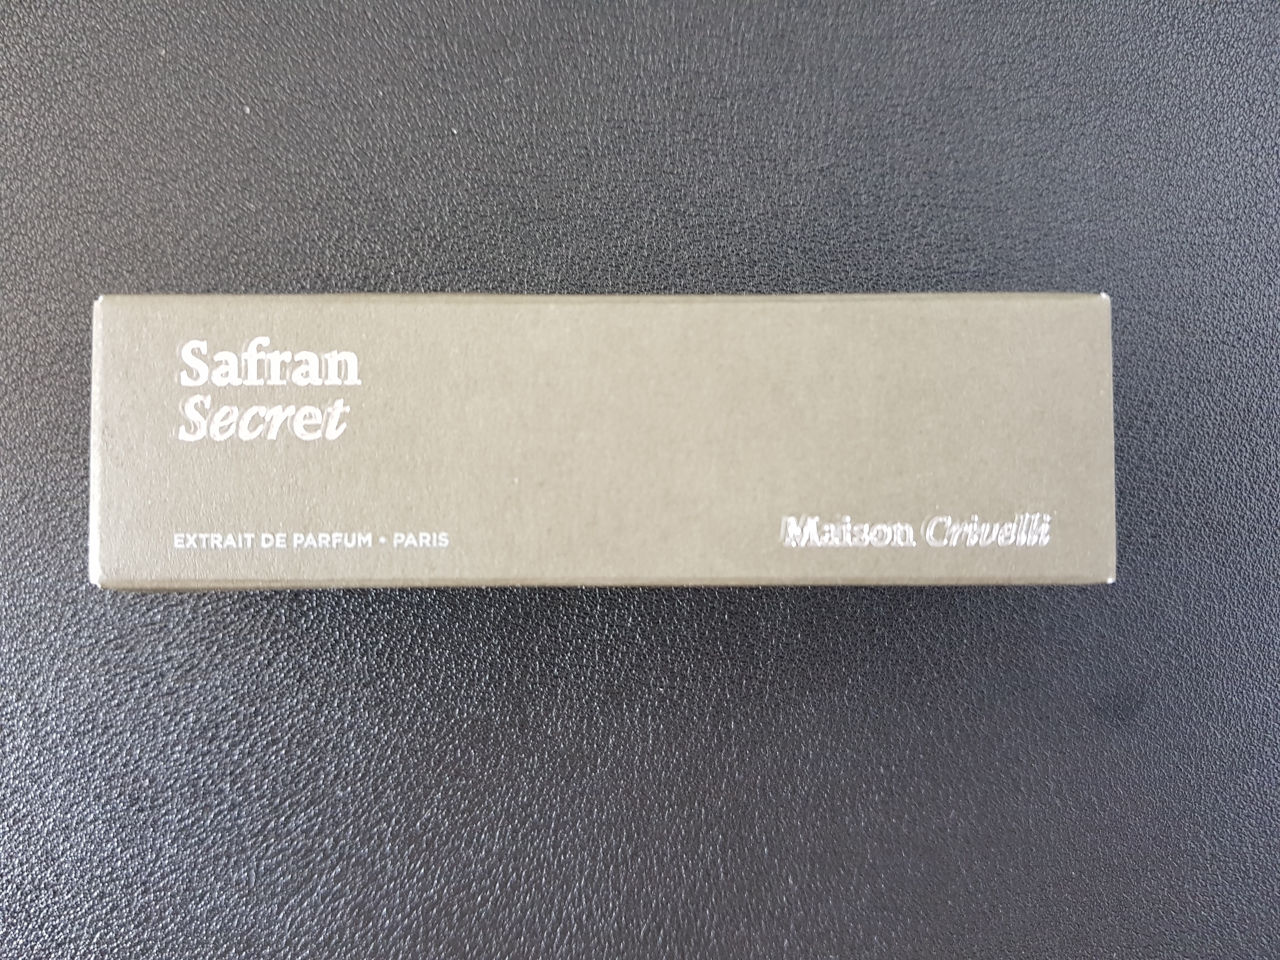 Safran
Secret
EXTRAIT DE PARFUM • PARIS
Maison Crivelli